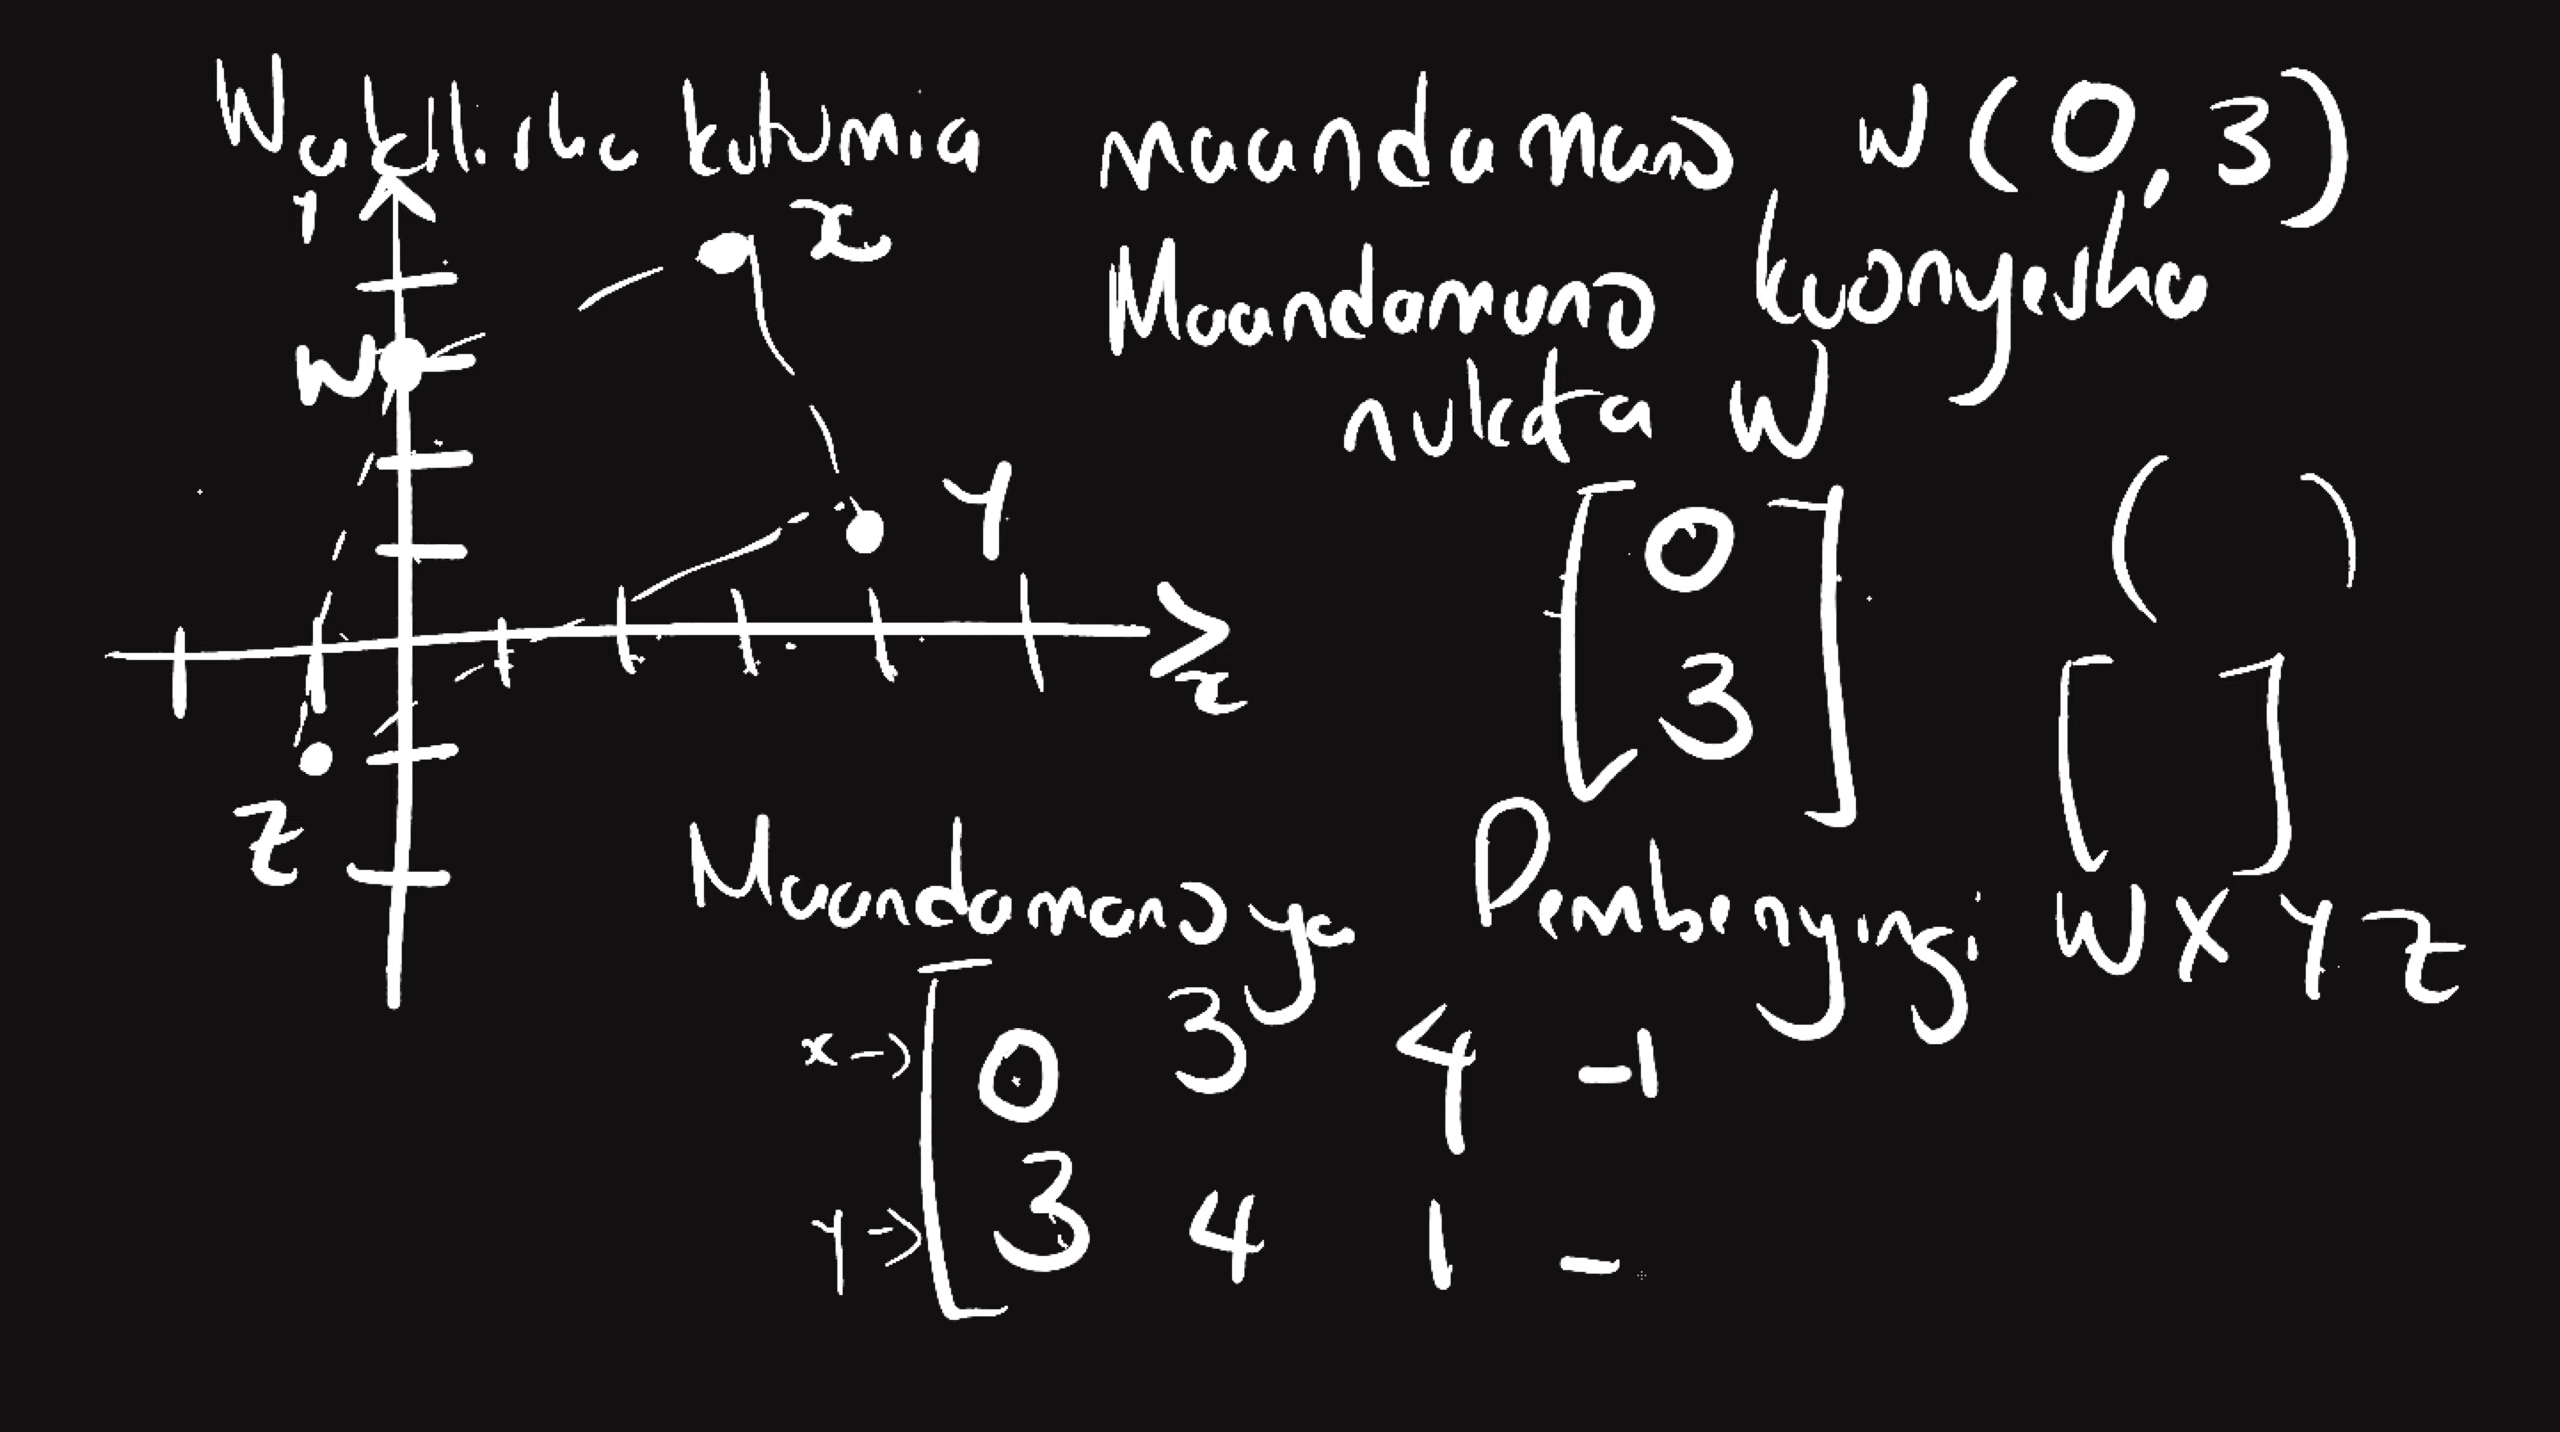 Wakilisha kutumia maandamano W (0, 3)
Y
x
Maandamano kuonyesha
nukta W
W
Y
x
Z
[ 0
3 ]
( )
[ ]
Maandamano ya Pembenyingi W X Y Z
x -> [ 0 3 4 -1
y -> 3 4 1 -